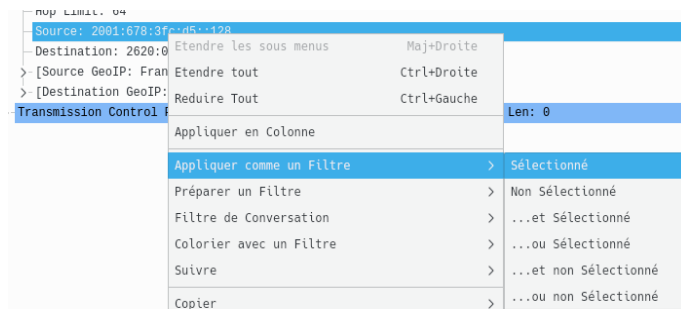 Hop Limit: 64
Source: 2001:678:3fc:d5::128
Destination: 2620:0
[Source GeoIP: Fran
[Destination GeoIP:
Transmission Control P
Len: 0
Etendre les sous menus Maj+Droite
Etendre tout Ctrl+Droite
Reduire Tout Ctrl+Gauche
Appliquer en Colonne
Appliquer comme un Filtre
Préparer un Filtre
Filtre de Conversation
Colorier avec un Filtre
Suivre
Copier
Sélectionné
Non Sélectionné
...et Sélectionné
...ou Sélectionné
...et non Sélectionné
...ou non Sélectionné